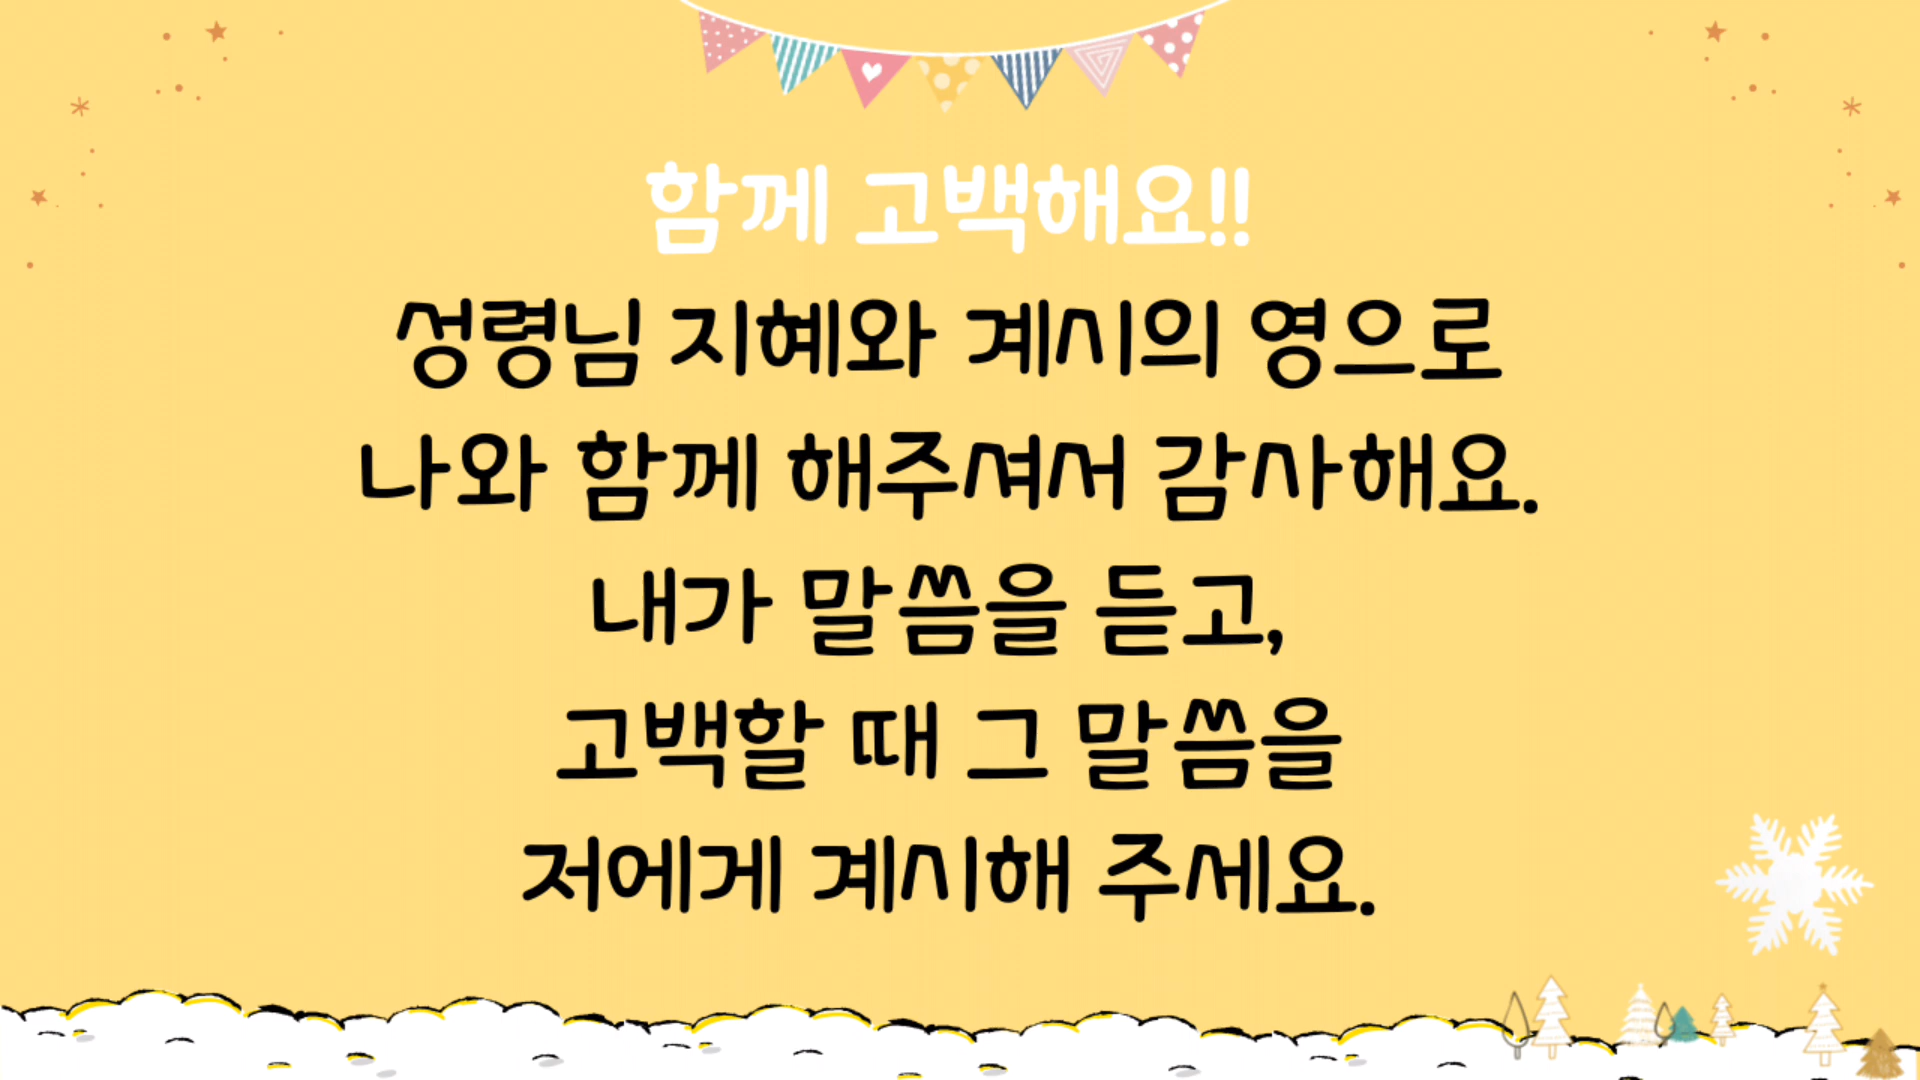 함께 고백해요!!
성령님 지혜와 계시의 영으로
나와 함께 해주셔서 감사해요.
내가 말씀을 듣고,
고백할 때 그 말씀을
저에게 계시해 주세요.